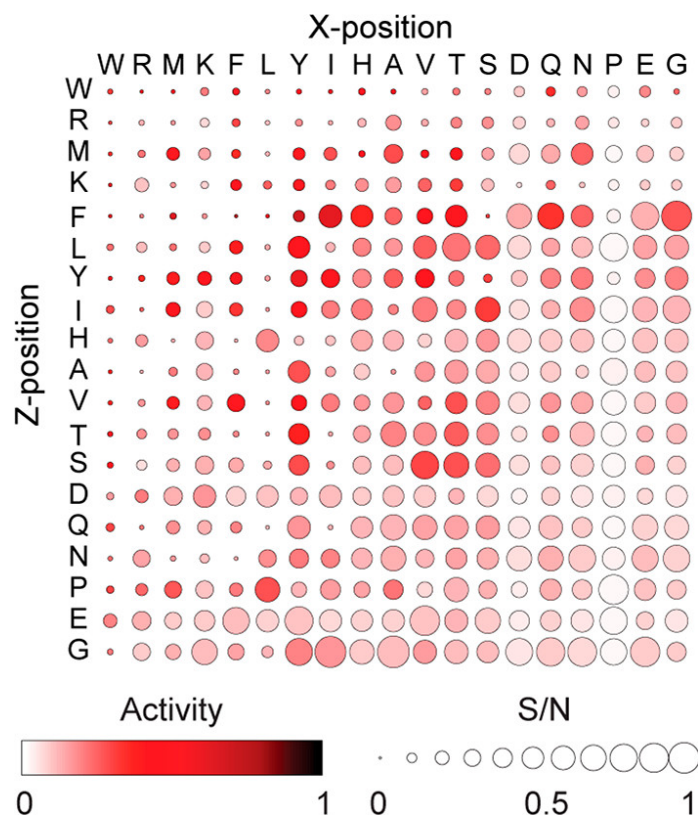 X-position
W R M K F L Y I H A V T S D Q N P E G
Z-position
W
R
M
K
F
L
Y
I
H
A
V
T
S
D
Q
N
P
E
G
Activity
0 1
S/N
0 0.5 1